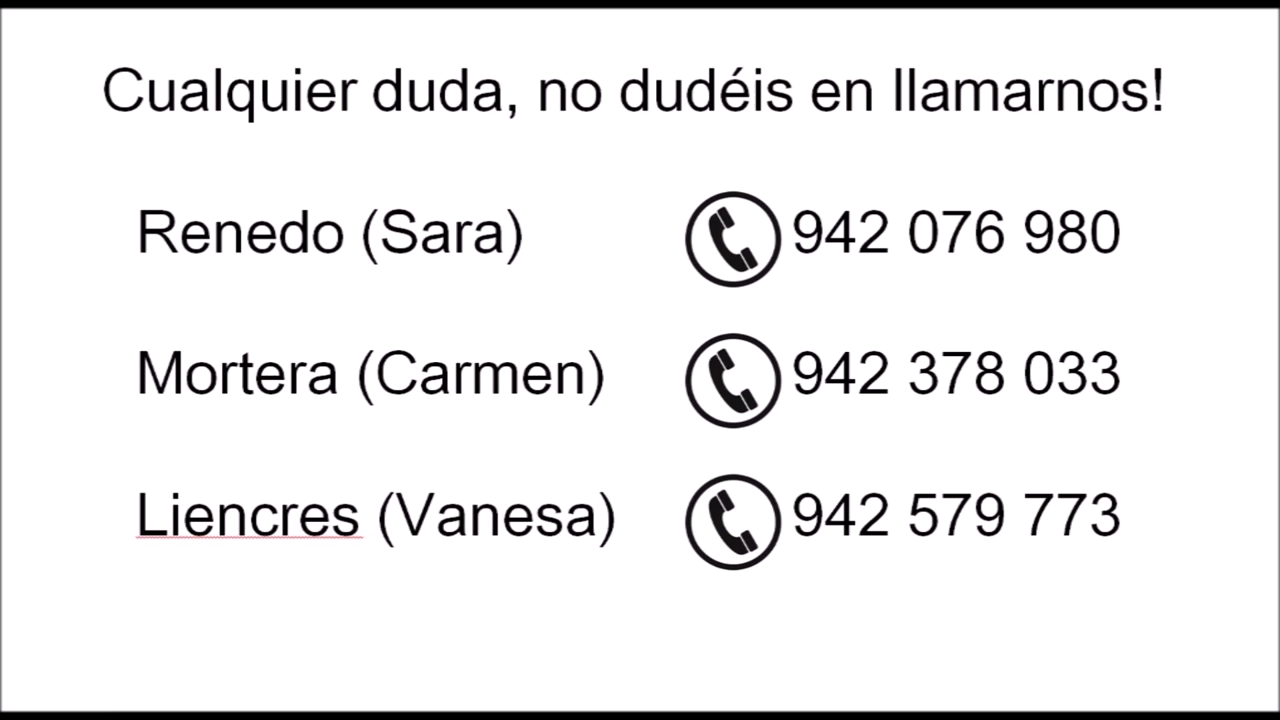 Cualquier duda, no dudéis en llamarnos!
Renedo (Sara) 942 076 980
Mortera (Carmen) 942 378 033
Liencres (Vanesa) 942 579 773